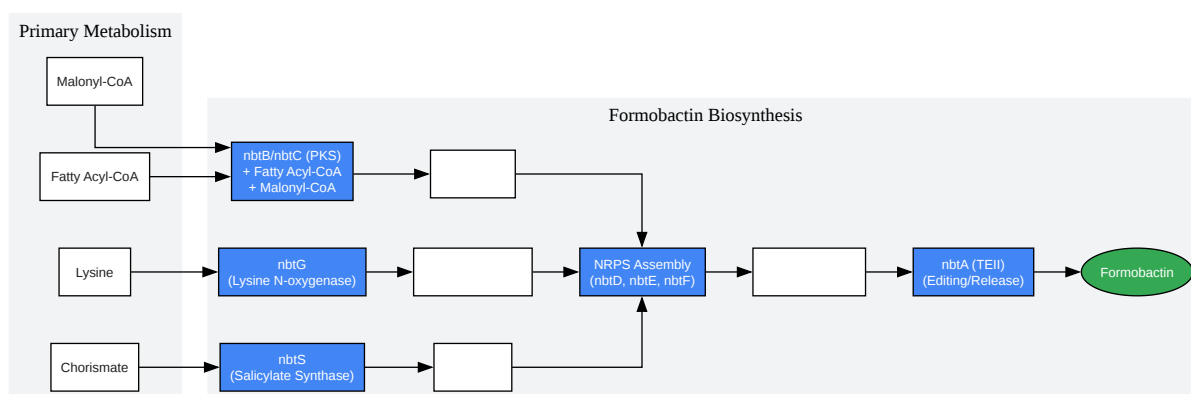 Primary Metabolism
Malonyl-CoA
Formobactin Biosynthesis
nbtB/nbtC (PKS)
+ Fatty Acyl-CoA
+ Malonyl-CoA
Fatty Acyl-CoA
Lysine
nbtG
(Lysine N-oxygenase)
NRPS Assembly
(nbtD, nbtE, nbtF)
nbtA (TEII)
(Editing/Release)
Formobactin
Chorismate
nbtS
(Salicylate Synthase)